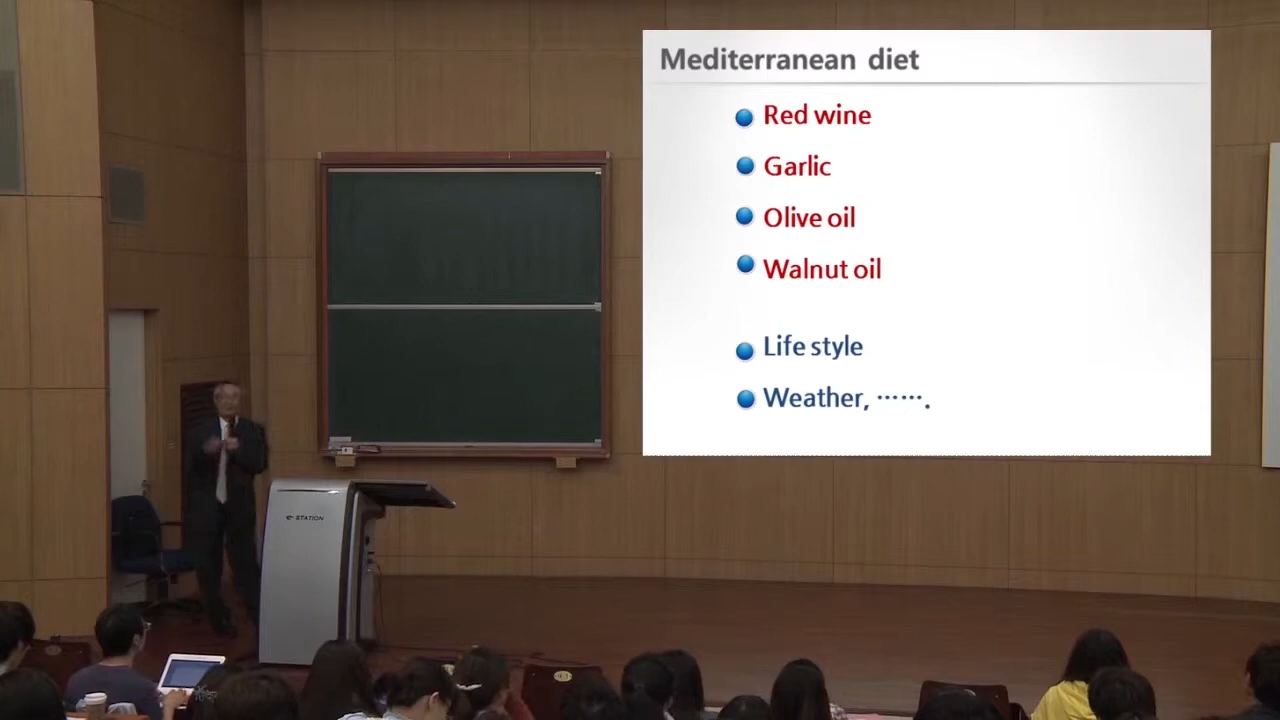 Mediterranean diet
Red wine
Garlic
Olive oil
Walnut oil
Life style
Weather, …….
e-STATION